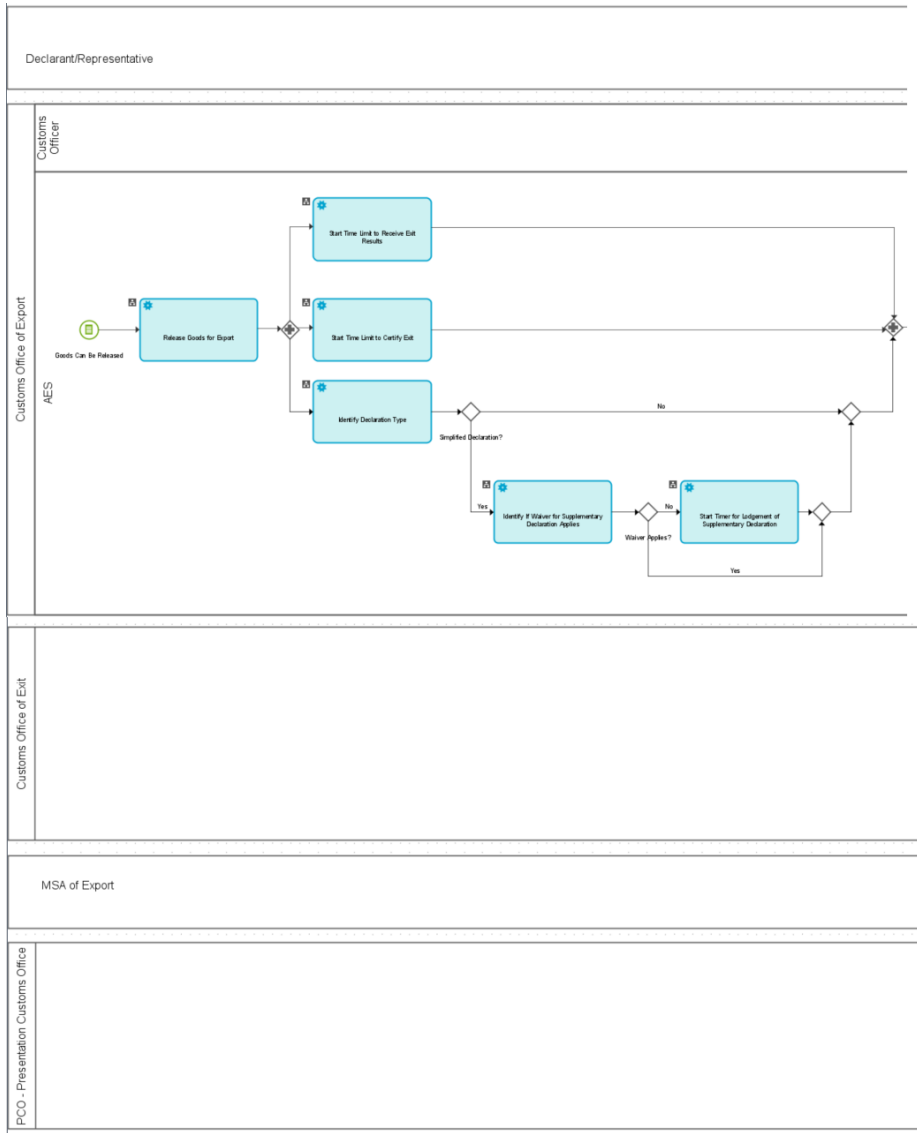 Declarant/Representative
Customs Office of Export
Customs
Officer
AES
Goods Can Be Released
Release Goods for Export
Start Time Limit to Receive Exit
Results
Start Time Limit to Certify Exit
Identify Declaration Type
Simplified Declaration?
No
Yes
Identify If Waiver for Supplementary
Declaration Applies
Waiver Applies?
No
Start Timer for Lodgement of
Supplementary Declaration
Yes
Customs Office of Exit
MSA of Export
PCO - Presentation Customs Office